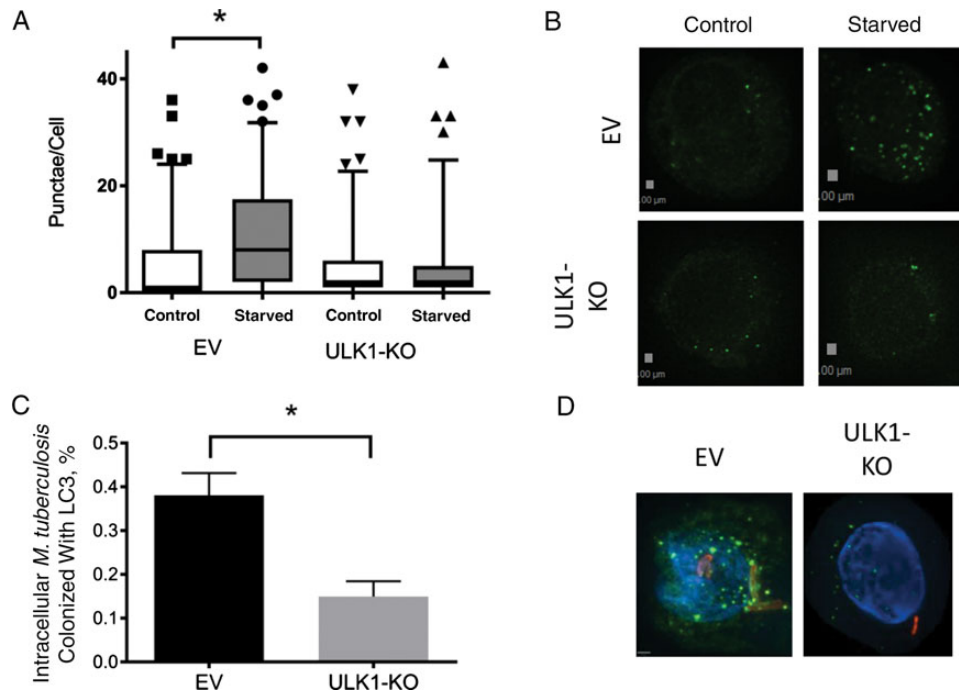 A
*
Punctae/Cell
40
20
0
Control
Starved
Control
Starved
EV
ULK1-KO
B
Control
Starved
EV
ULK1-
KO
.00 µm
.00 µm
.00 µm
.00 µm
C
*
Intracellular M. tuberculosis
Colonized With LC3, %
0.5
0.4
0.3
0.2
0.1
0.0
EV
ULK1-KO
D
EV
ULK1-
KO